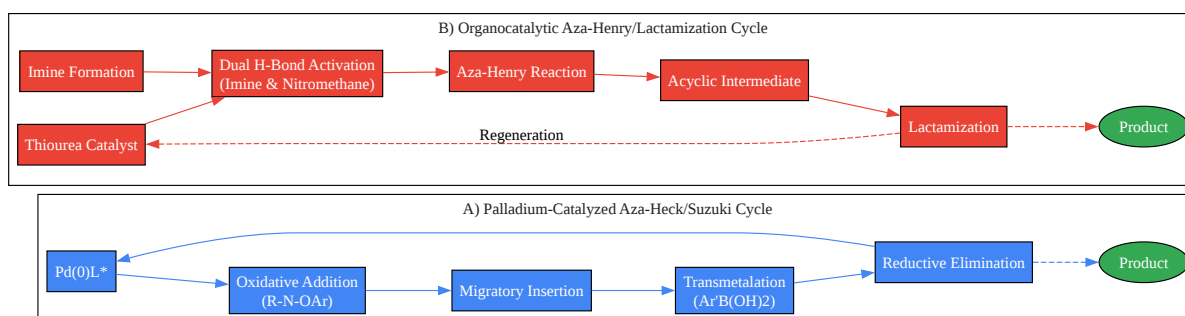 B) Organocatalytic Aza-Henry/Lactamization Cycle
Imine Formation
Dual H-Bond Activation
(Imine & Nitromethane)
Aza-Henry Reaction
Acyclic Intermediate
Thiourea Catalyst
Regeneration
Lactamization
Product
A) Palladium-Catalyzed Aza-Heck/Suzuki Cycle
Pd(0)L*
Oxidative Addition
(R-N-OAr)
Migratory Insertion
Transmetalation
(Ar'B(OH)2)
Reductive Elimination
Product